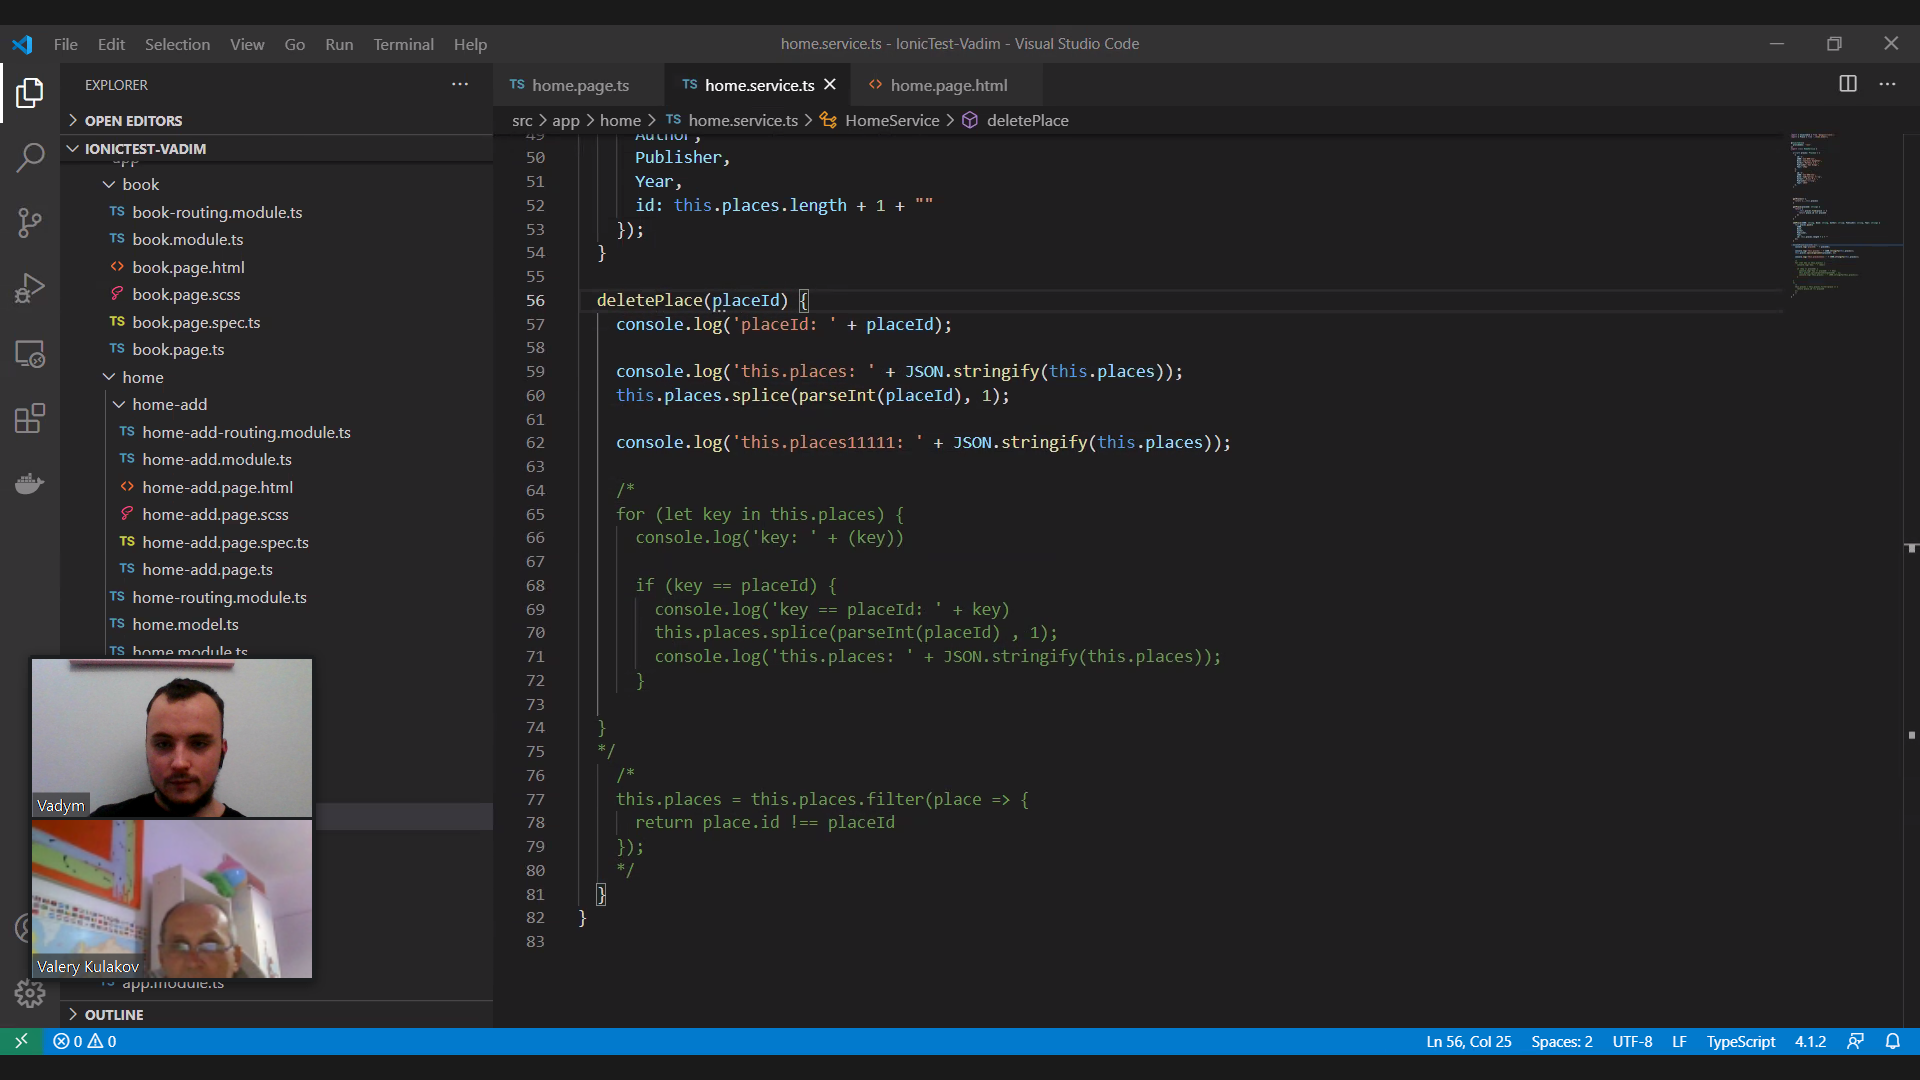 File Edit Selection View Go Run Terminal Help
home.service.ts - IonicTest-Vadim - Visual Studio Code
EXPLORER
OPEN EDITORS
IONICTEST-VADIM
app
book
TS book-routing.module.ts
TS book.module.ts
<> book.page.html
book.page.scss
TS book.page.spec.ts
TS book.page.ts
home
home-add
TS home-add-routing.module.ts
TS home-add.module.ts
<> home-add.page.html
home-add.page.scss
TS home-add.page.spec.ts
TS home-add.page.ts
TS home-routing.module.ts
TS home.model.ts
TS home.module.ts
Vadym
Valery Kulakov
TS app.module.ts
OUTLINE
TS home.page.ts
TS home.service.ts
<> home.page.html
src > app > home > TS home.service.ts > HomeService > deletePlace
49 Author,
50 Publisher,
51 Year,
52 id: this.places.length + 1 + ""
53 });
54 }
55
56 deletePlace(placeId) {
57 console.log('placeId: ' + placeId);
58
59 console.log('this.places: ' + JSON.stringify(this.places));
60 this.places.splice(parseInt(placeId), 1);
61
62 console.log('this.places11111: ' + JSON.stringify(this.places));
63
64 /*
65 for (let key in this.places) {
66 console.log('key: ' + (key))
67
68 if (key == placeId) {
69 console.log('key == placeId: ' + key)
70 this.places.splice(parseInt(placeId) , 1);
71 console.log('this.places: ' + JSON.stringify(this.places));
72 }
73
74 }
75 */
76 /*
77 this.places = this.places.filter(place => {
78 return place.id !== placeId
79 });
80 */
81 }
82 }
83
0 0
Ln 56, Col 25 Spaces: 2 UTF-8 LF TypeScript 4.1.2